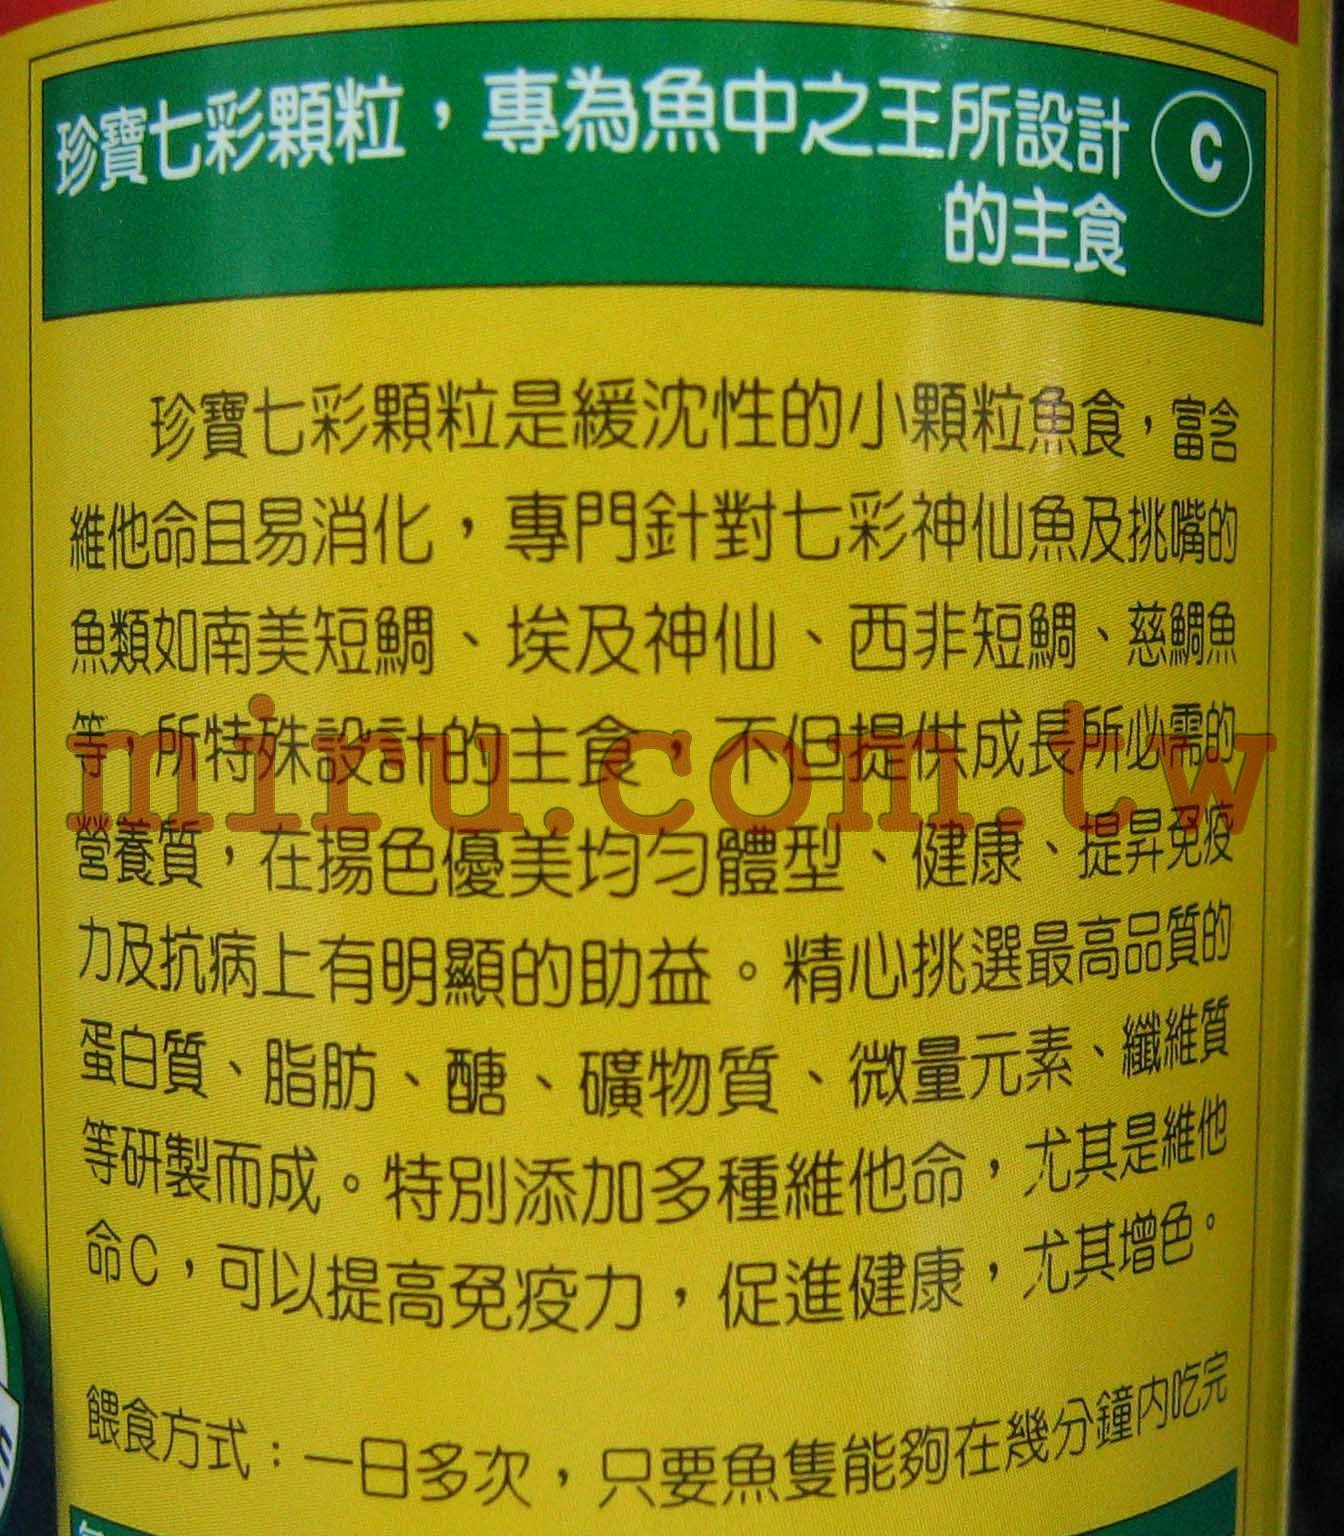 珍寶七彩顆粒，專為魚中之王所設計 C
的主食
珍寶七彩顆粒是緩沈性的小顆粒魚食，富含
維他命且易消化，專門針對七彩神仙魚及挑嘴的
魚類如南美短鯛、埃及神仙、西非短鯛、慈鯛魚
等，所特殊設計的主食，不但提供成長所必需的
miru.com.tw
營養質，在揚色優美均勻體型、健康、提昇免疫
力及抗病上有明顯的助益。精心挑選最高品質的
蛋白質、脂肪、醣、礦物質、微量元素、纖維質
等研製而成。特別添加多種維他命，尤其是維他
命C，可以提高免疫力，促進健康，尤其增色。
餵食方式：一日多次，只要魚隻能夠在幾分鐘內吃完